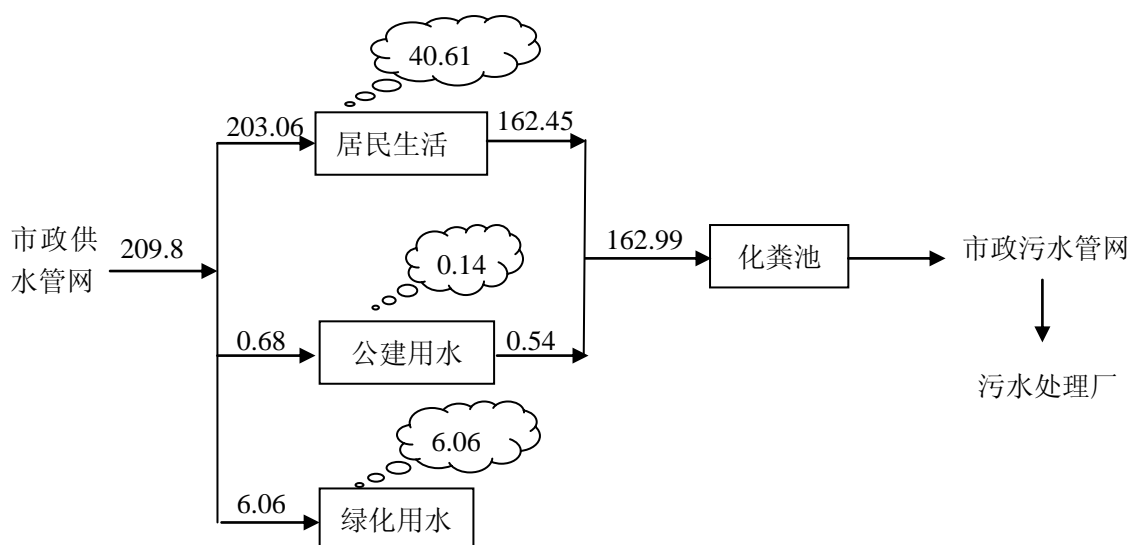 40.61
203.06
居民生活
162.45
市政供
水管网
209.8
0.14
162.99
化粪池
市政污水管网
0.68
公建用水
0.54
污水处理厂
6.06
6.06
绿化用水